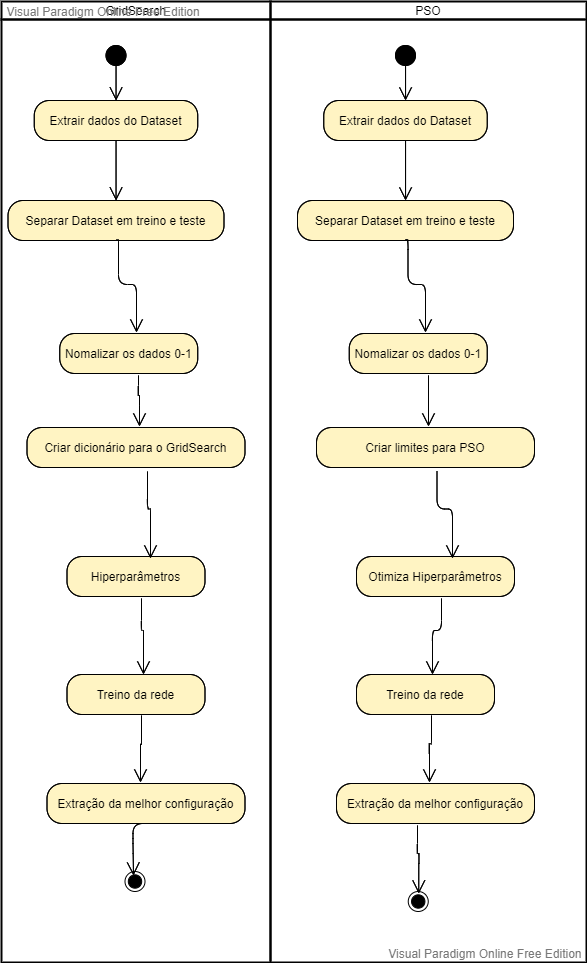 Visual Paradigm Online Free Edition
GridSearch
Extrair dados do Dataset
Separar Dataset em treino e teste
Nomalizar os dados 0-1
Criar dicionário para o GridSearch
Hiperparâmetros
Treino da rede
Extração da melhor configuração
PSO
Extrair dados do Dataset
Separar Dataset em treino e teste
Nomalizar os dados 0-1
Criar limites para PSO
Otimiza Hiperparâmetros
Treino da rede
Extração da melhor configuração
Visual Paradigm Online Free Edition